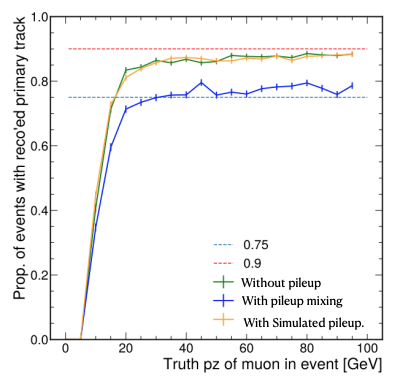 1.0
0.8
0.6
0.4
0.2
0.0
Prop. of events with reco'ed primary track
0.75
0.9
Without pileup
With pileup mixing
With Simulated pileup.
0 20 40 60 80 100
Truth pz of muon in event [GeV]